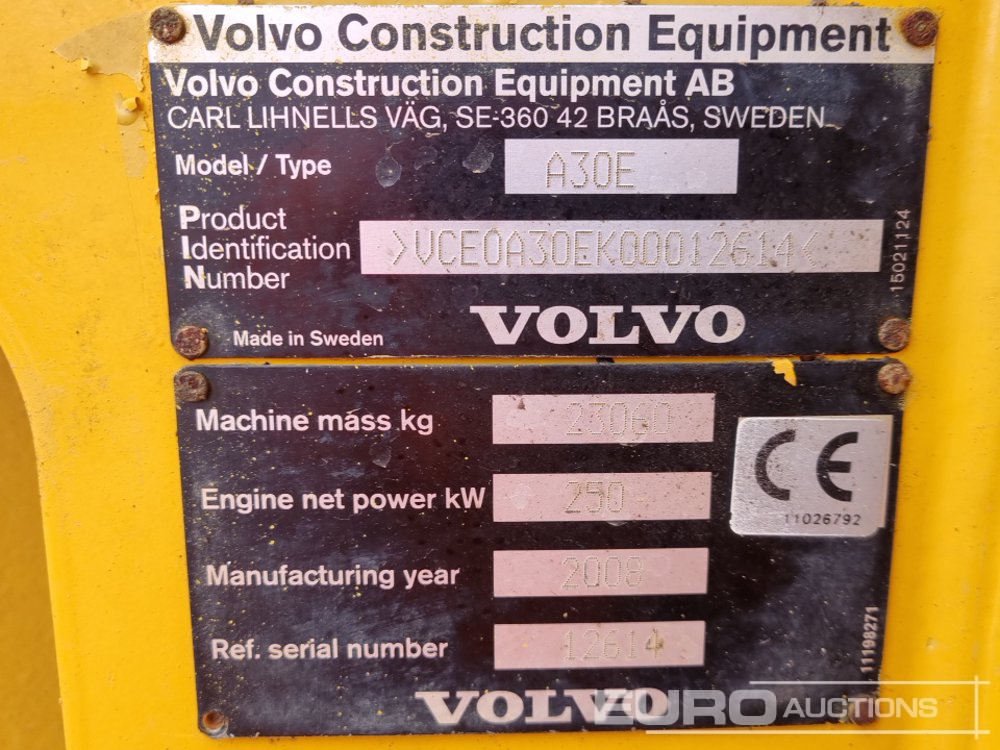 Volvo Construction Equipment
Volvo Construction Equipment AB
CARL LIHNELLS VÄG, SE-360 42 BRAÅS, SWEDEN
Model / Type A30E
Product
Identification >VCE0A30EK00012614<
Number
15021124
Made in Sweden VOLVO
Machine mass kg 23060
CE
Engine net power kW 250
11026792
Manufacturing year 2008
Ref. serial number 12614
11198271
VOLVO
EURO AUCTIONS